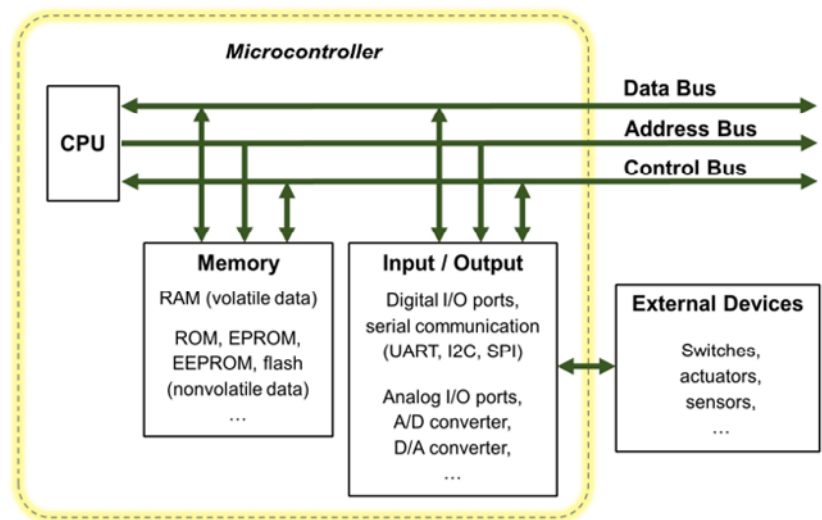 Microcontroller
CPU
Data Bus
Address Bus
Control Bus
Memory
RAM (volatile data)
ROM, EPROM,
EEPROM, flash
(nonvolatile data)
...
Input / Output
Digital I/O ports,
serial communication
(UART, I2C, SPI)
Analog I/O ports,
A/D converter,
D/A converter,
...
External Devices
Switches,
actuators,
sensors,
...